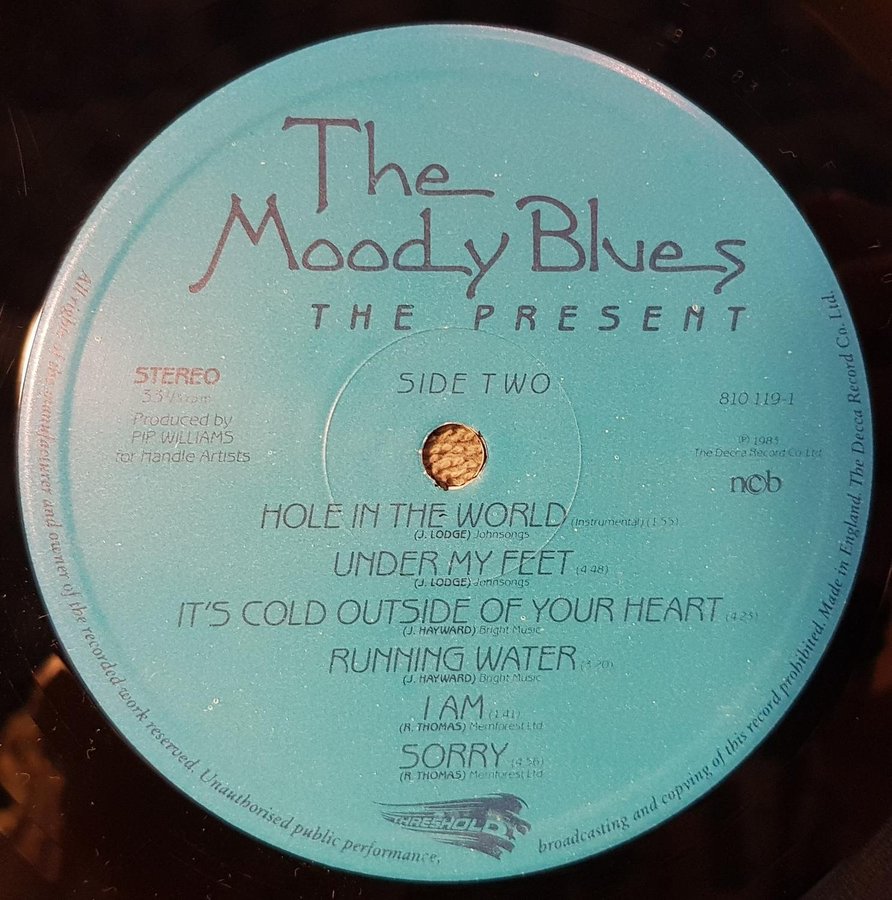 The
Moody Blues
THE PRESENT
SIDE TWO
STEREO
33⅓ rpm
Produced by
PIP WILLIAMS
for Handle Artists
810 119-1
℗ 1983
The Decca Record Co. Ltd
n©b
HOLE IN THE WORLD (Instrumental) (1.55)
(J. LODGE) Johnsongs
UNDER MY FEET (4.48)
(J. LODGE) Johnsongs
IT'S COLD OUTSIDE OF YOUR HEART (4.25)
(J. HAYWARD) Bright Music
RUNNING WATER (3.20)
(J. HAYWARD) Bright Music
I AM (1.41)
(R. THOMAS) Memforest Ltd
SORRY (4.56)
(R. THOMAS) Memforest Ltd
THRESHOLD
All rights of the manufacturer and owner of the recorded work reserved. Unauthorised public performance, broadcasting and copying of this record prohibited. Made in England. The Decca Record Co. Ltd.